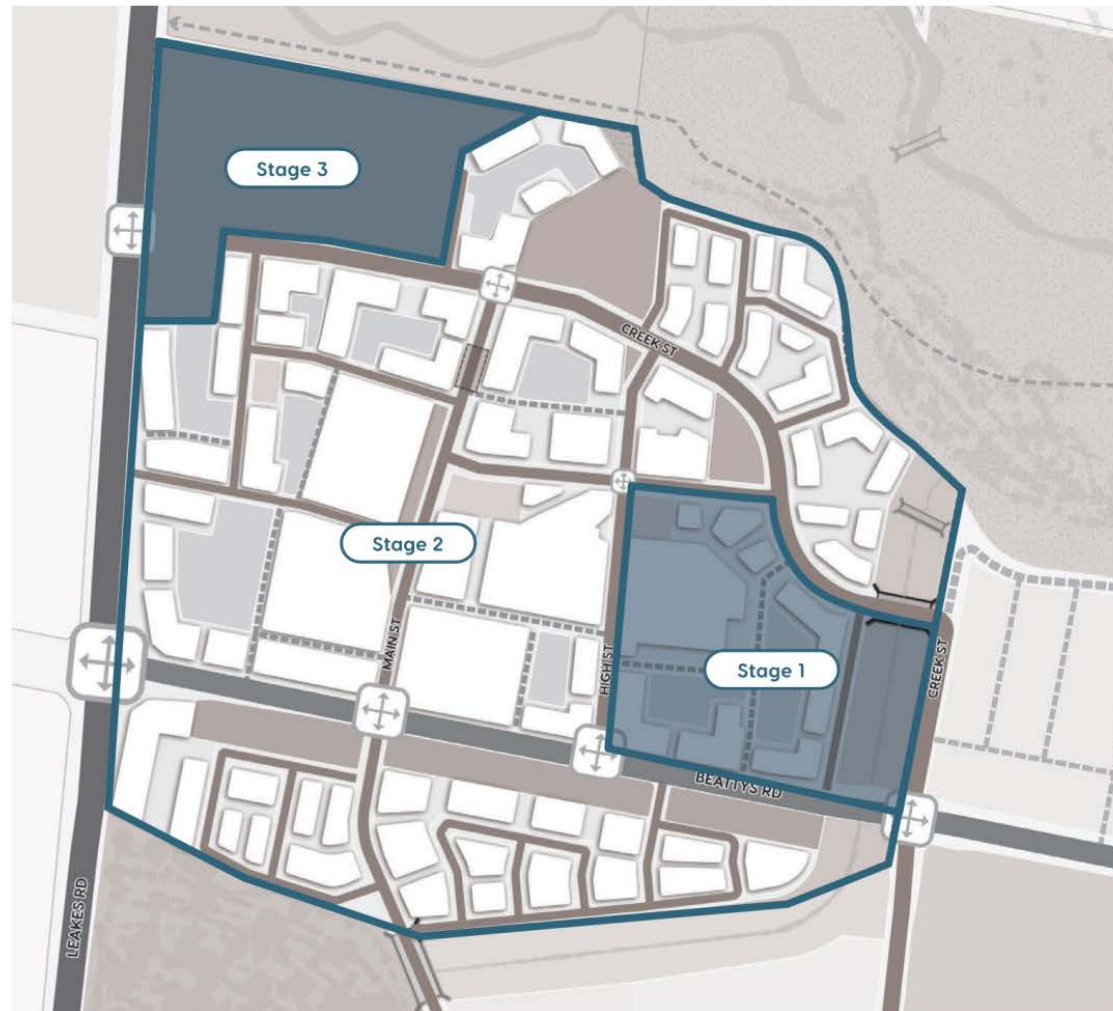 Stage 3
CREEK ST
Stage 2
MAIN ST
HIGH ST
Stage 1
CREEK ST
BEATTYS RD
LEAKES RD